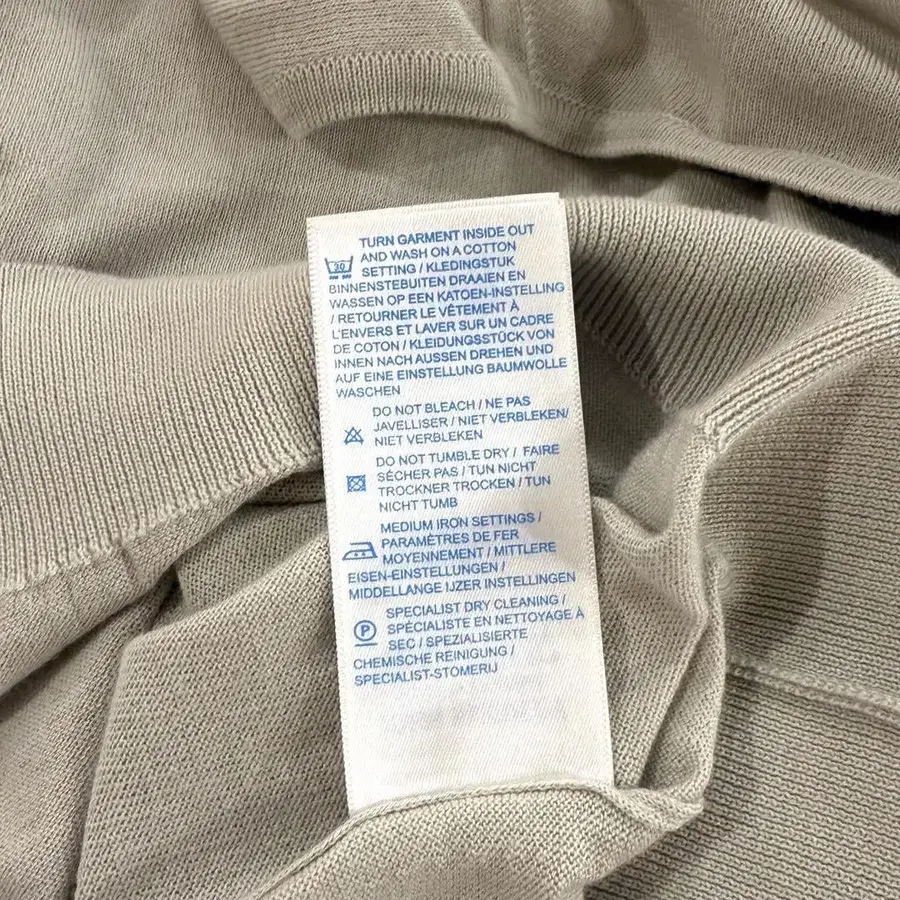 TURN GARMENT INSIDE OUT
30 AND WASH ON A COTTON
SETTING / KLEDINGSTUK
BINNENSTEBUITEN DRAAIEN EN
WASSEN OP EEN KATOEN-INSTELLING
/ RETOURNER LE VÊTEMENT À
L'ENVERS ET LAVER SUR UN CADRE
DE COTON / KLEIDUNGSSTÜCK VON
INNEN NACH AUSSEN DREHEN UND
AUF EINE EINSTELLUNG BAUMWOLLE
WASCHEN
DO NOT BLEACH / NE PAS
JAVELLISER / NIET VERBLEKEN/
NIET VERBLEKEN
DO NOT TUMBLE DRY / FAIRE
SÉCHER PAS / TUN NICHT
TROCKNER TROCKEN / TUN
NICHT TUMB
MEDIUM IRON SETTINGS /
PARAMÈTRES DE FER
MOYENNEMENT / MITTLERE
EISEN-EINSTELLUNGEN /
MIDDELLANGE IJZER INSTELLINGEN
SPECIALIST DRY CLEANING /
P SPÉCIALISTE EN NETTOYAGE À
SEC / SPEZIALISIERTE
CHEMISCHE REINIGUNG /
SPECIALIST-STOMERIJ